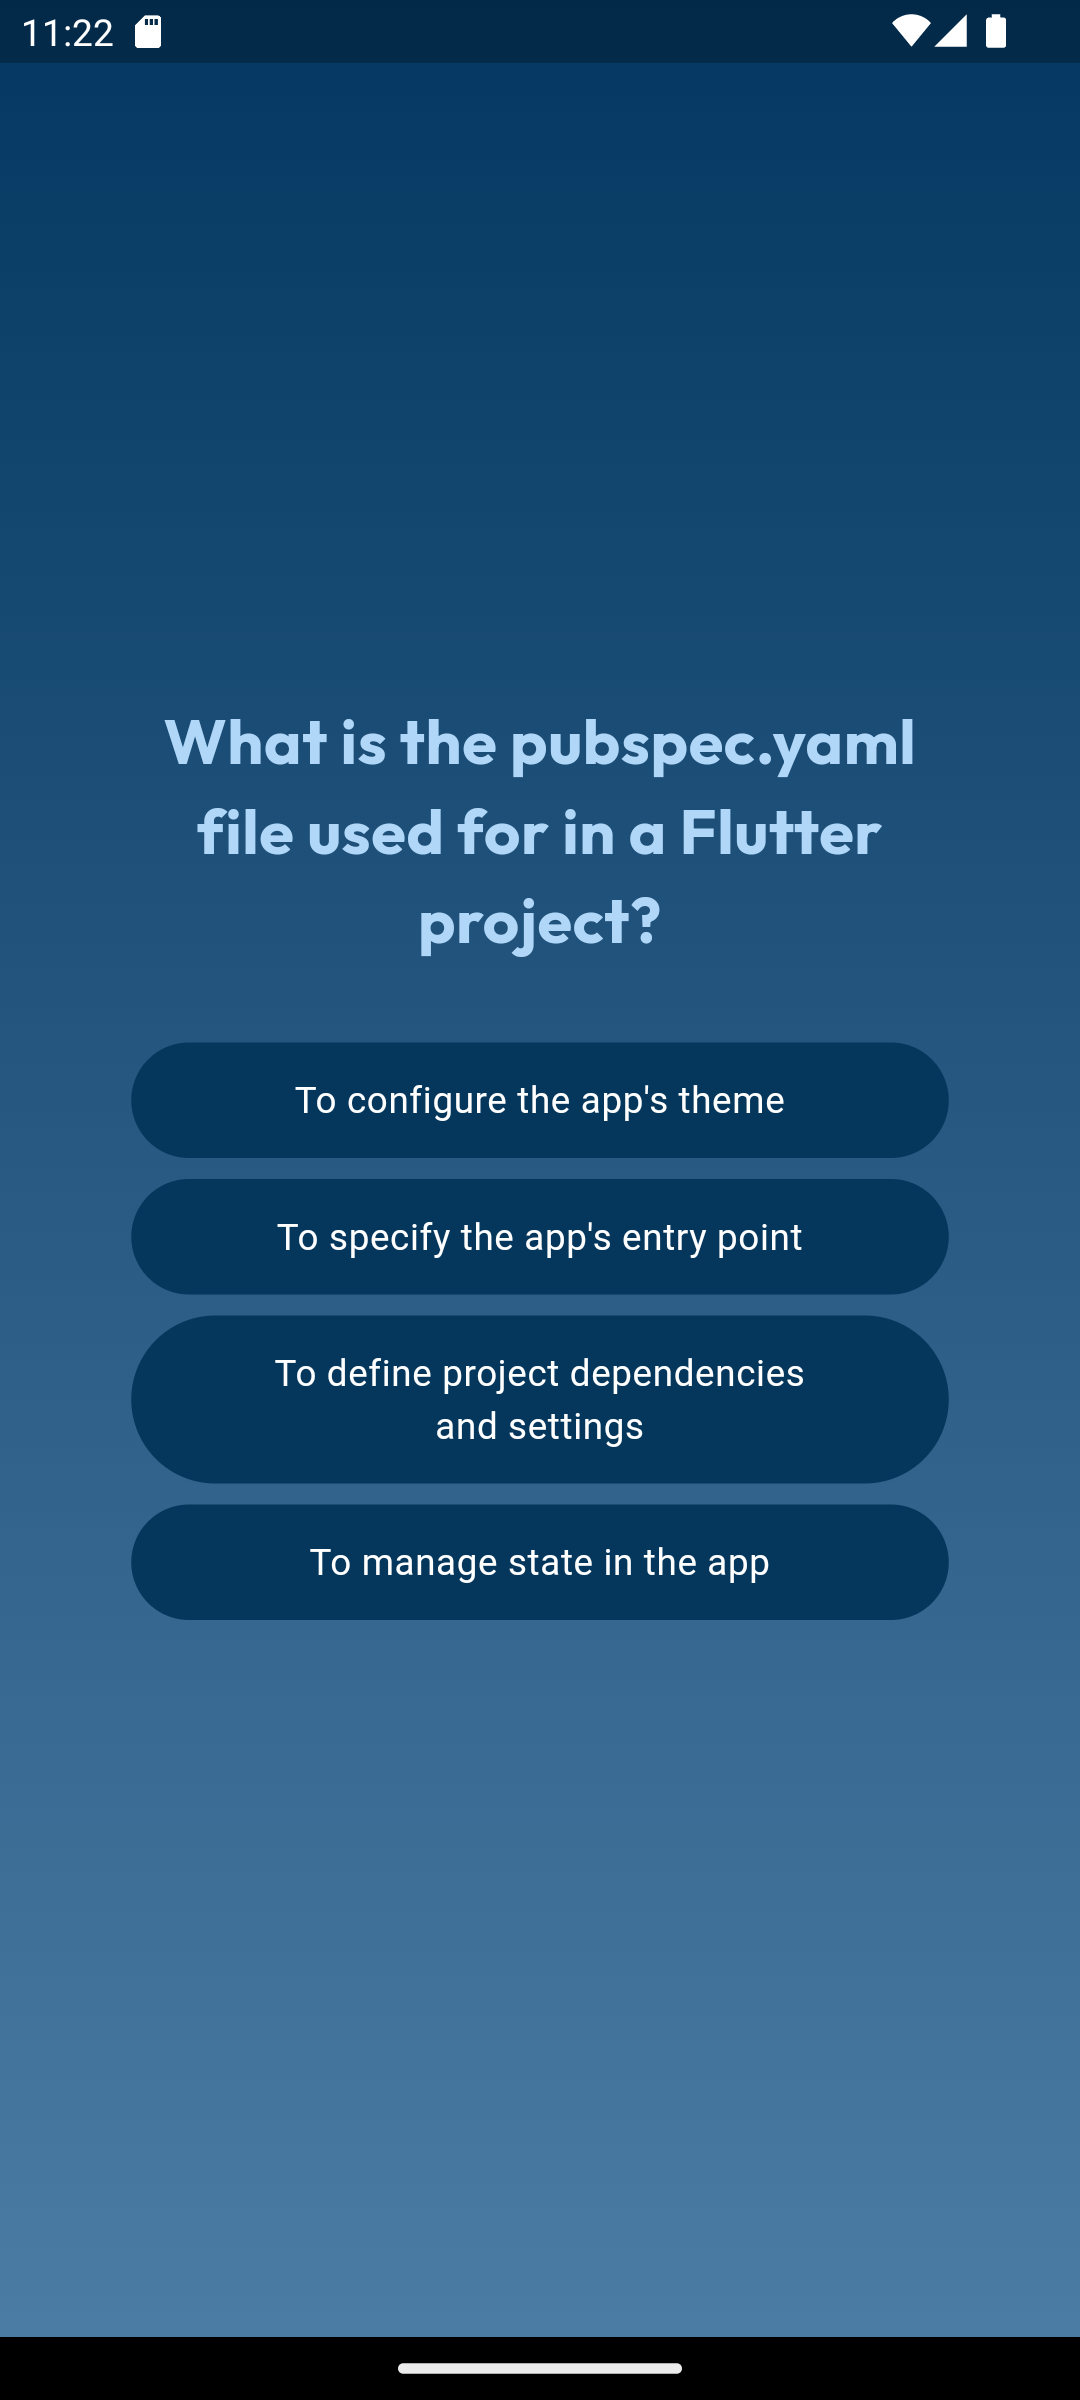 11:22
What is the pubspec.yaml
file used for in a Flutter
project?
To configure the app's theme
To specify the app's entry point
To define project dependencies
and settings
To manage state in the app